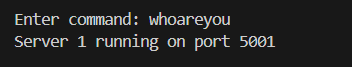 Enter command: whoareyou
Server 1 running on port 5001